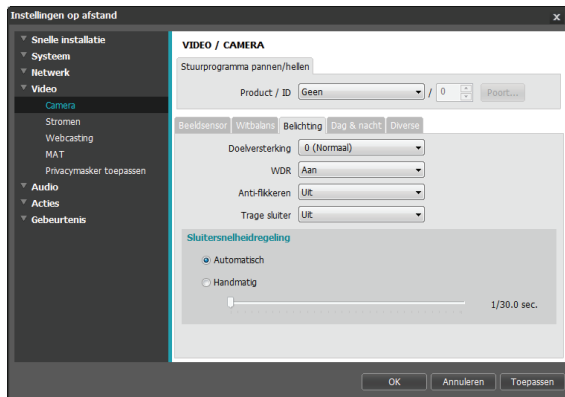 Instellingen op afstand x
Snelle installatie
Systeem
Netwerk
Video
Camera
Stromen
Webcasting
MAT
Privacymasker toepassen
Audio
Acties
Gebeurtenis
VIDEO / CAMERA
Stuurprogramma pannen/hellen
Product / ID Geen / 0 Poort...
Beeldsensor Witbalans Belichting Dag & nacht Diverse
Doelversterking 0 (Normaal)
WDR Aan
Anti-flikkeren Uit
Trage sluiter Uit
Sluitersnelheidregeling
Automatisch
Handmatig
1/30.0 sec.
OK Annuleren Toepassen